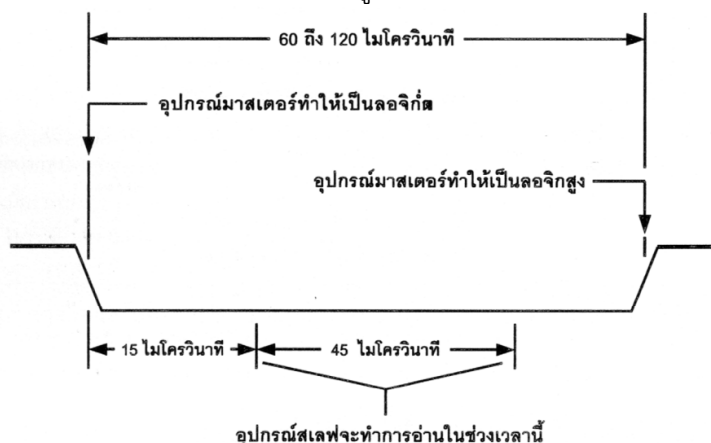 60 ถึง 120 ไมโครวินาที
อุปกรณ์มาสเตอร์ทำให้เป็นลอจิกต่ำ
อุปกรณ์มาสเตอร์ทำให้เป็นลอจิกสูง
15 ไมโครวินาที
45 ไมโครวินาที
อุปกรณ์สเลฟจะทำการอ่านในช่วงเวลานี้